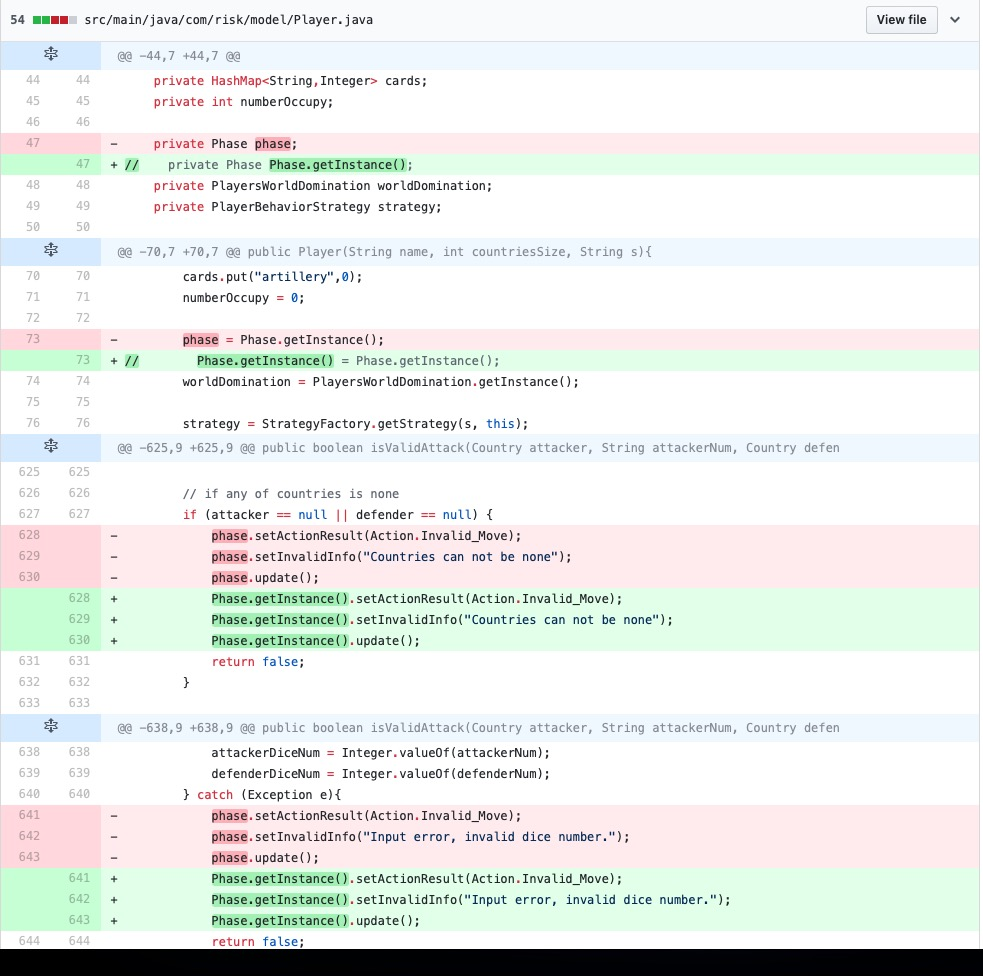 54 src/main/java/com/risk/model/Player.java View file
@@ -44,7 +44,7 @@
44 44 private HashMap<String,Integer> cards;
45 45 private int numberOccupy;
46 46
47 - private Phase phase;
47 + // private Phase Phase.getInstance();
48 48 private PlayersWorldDomination worldDomination;
49 49 private PlayerBehaviorStrategy strategy;
50 50
@@ -70,7 +70,7 @@ public Player(String name, int countriesSize, String s){
70 70 cards.put("artillery",0);
71 71 numberOccupy = 0;
72 72
73 - phase = Phase.getInstance();
73 + // Phase.getInstance() = Phase.getInstance();
74 74 worldDomination = PlayersWorldDomination.getInstance();
75 75
76 76 strategy = StrategyFactory.getStrategy(s, this);
@@ -625,9 +625,9 @@ public boolean isValidAttack(Country attacker, String attackerNum, Country defen
625 625
626 626 // if any of countries is none
627 627 if (attacker == null || defender == null) {
628 - phase.setActionResult(Action.Invalid_Move);
629 - phase.setInvalidInfo("Countries can not be none");
630 - phase.update();
628 + Phase.getInstance().setActionResult(Action.Invalid_Move);
629 + Phase.getInstance().setInvalidInfo("Countries can not be none");
630 + Phase.getInstance().update();
631 631 return false;
632 632 }
633 633
@@ -638,9 +638,9 @@ public boolean isValidAttack(Country attacker, String attackerNum, Country defen
638 638 attackerDiceNum = Integer.valueOf(attackerNum);
639 639 defenderDiceNum = Integer.valueOf(defenderNum);
640 640 } catch (Exception e){
641 - phase.setActionResult(Action.Invalid_Move);
642 - phase.setInvalidInfo("Input error, invalid dice number.");
643 - phase.update();
641 + Phase.getInstance().setActionResult(Action.Invalid_Move);
642 + Phase.getInstance().setInvalidInfo("Input error, invalid dice number.");
643 + Phase.getInstance().update();
644 644 return false;